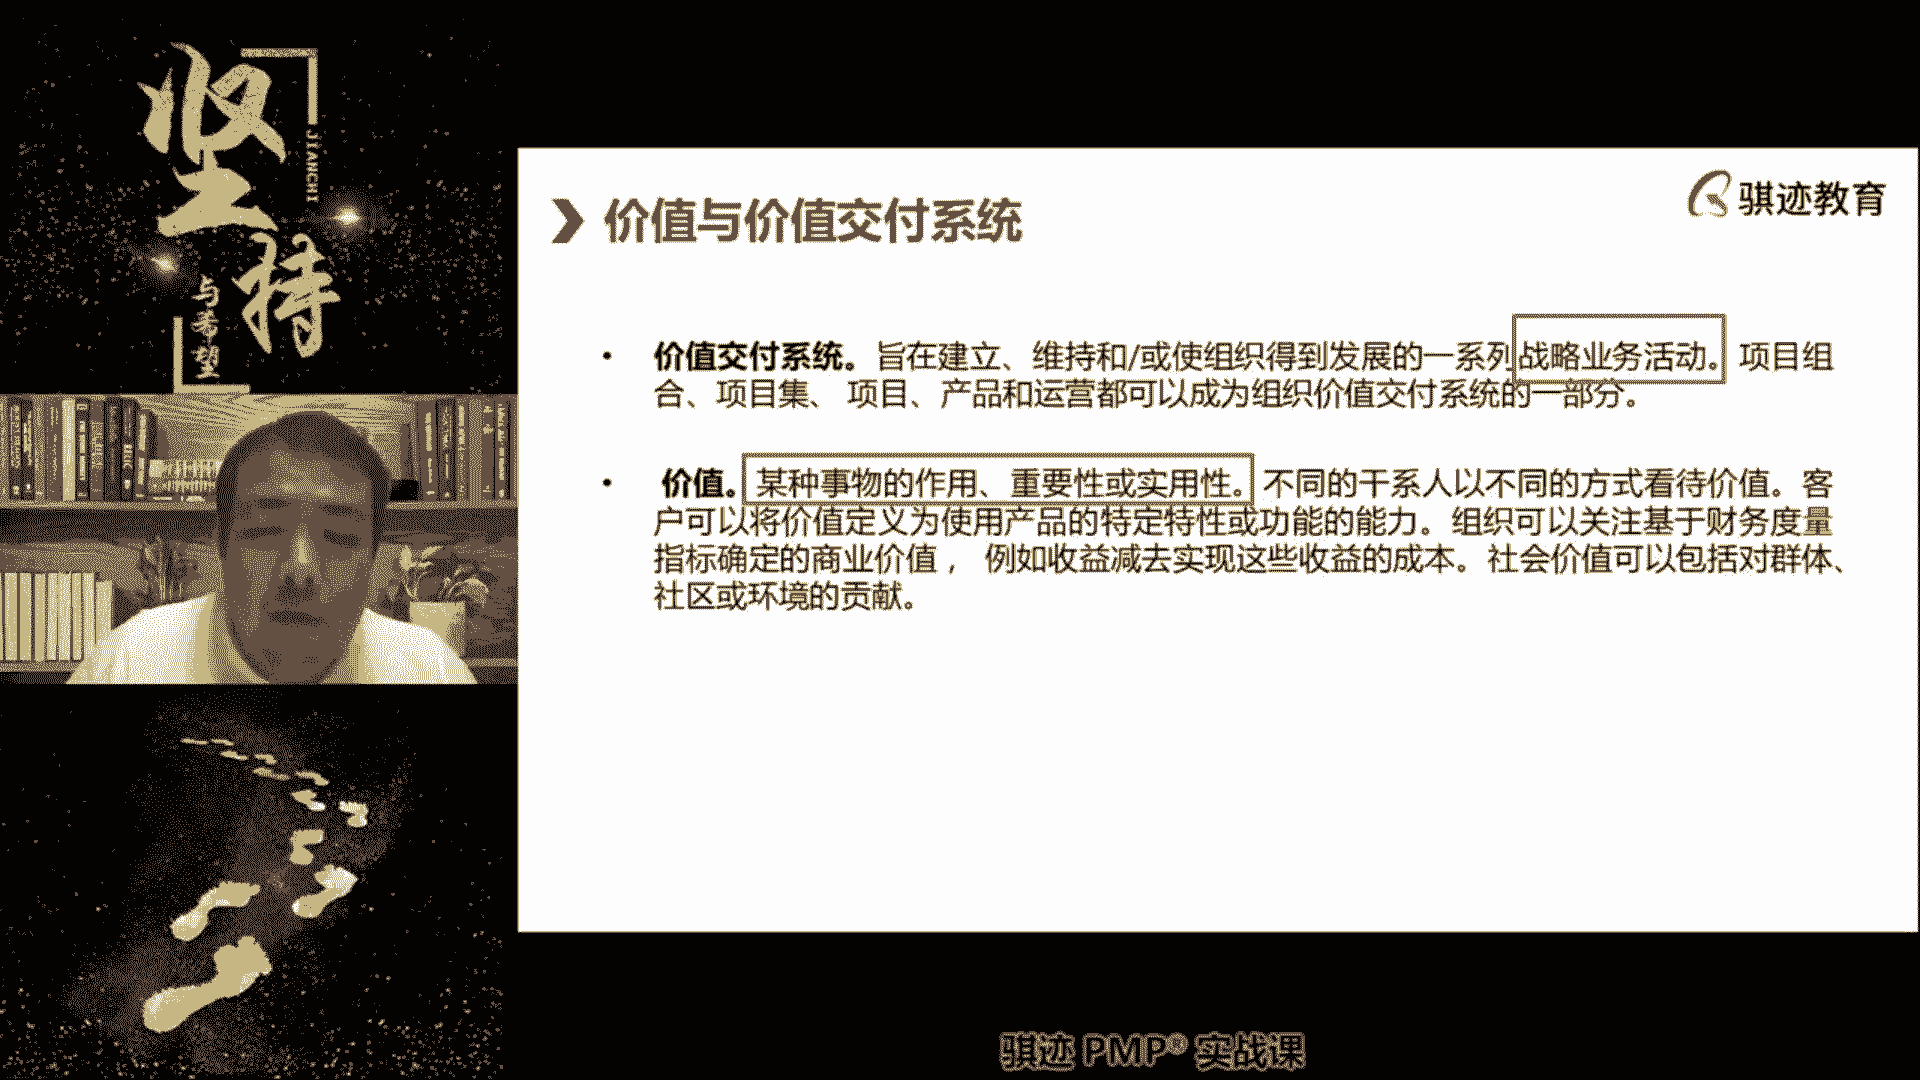 坚持
JIANCHI
与希望
骐迹教育
价值与价值交付系统
• 价值交付系统。旨在建立、维持和/或使组织得到发展的一系列战略业务活动。项目组
合、项目集、 项目、产品和运营都可以成为组织价值交付系统的一部分。
• 价值。某种事物的作用、重要性或实用性。不同的干系人以不同的方式看待价值。客
户可以将价值定义为使用产品的特定特性或功能的能力。组织可以关注基于财务度量
指标确定的商业价值， 例如收益减去实现这些收益的成本。社会价值可以包括对群体、
社区或环境的贡献。
骐迹 PMP® 实战课